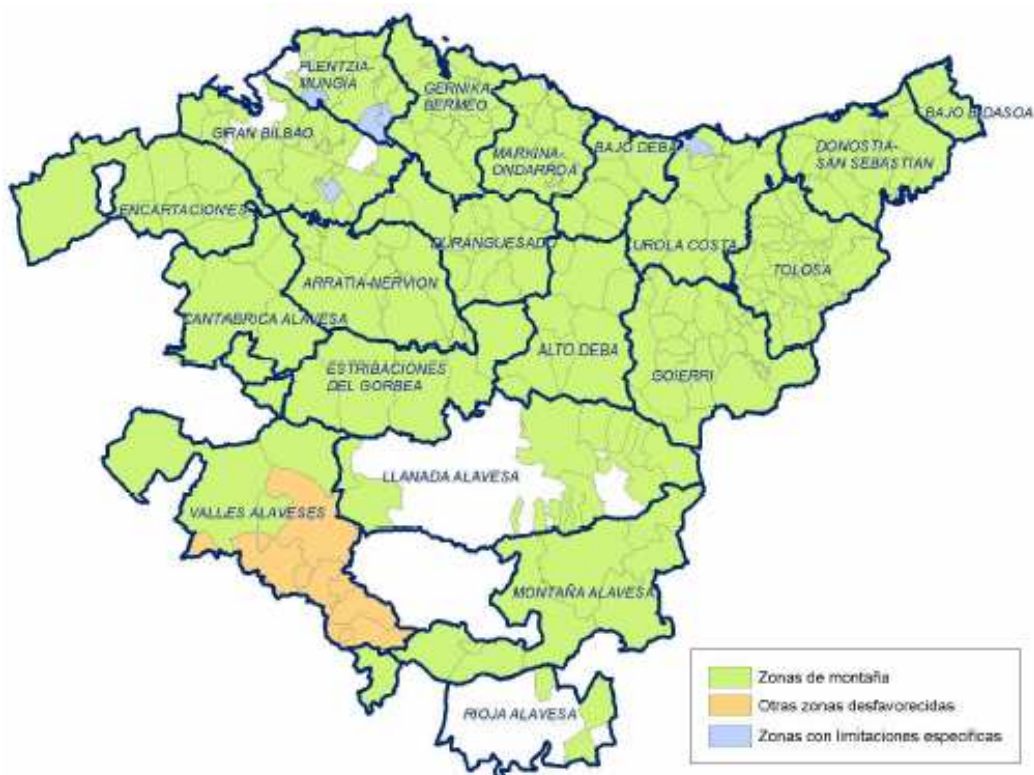 PLENTZIA-
MUNGIA
GERNIKA
BERMEO
BAJO BIDASOA
GRAN BILBAO
MARKINA-
ONDARROA
BAJO DEBA
DONOSTIA-
SAN SEBASTIAN
ENCARTACIONES
DURANGUESADO
UROLA COSTA
TOLOSA
ARRATIA-NERVION
CANTABRICA ALAVESA
ALTO DEBA
ESTRIBACIONES
DEL GORBEA
GOIERRI
LLANADA ALAVESA
VALLES ALAVESES
MONTAÑA ALAVESA
RIOJA ALAVESA
Zonas de montaña
Otras zonas desfavorecidas
Zonas con limitaciones específicas